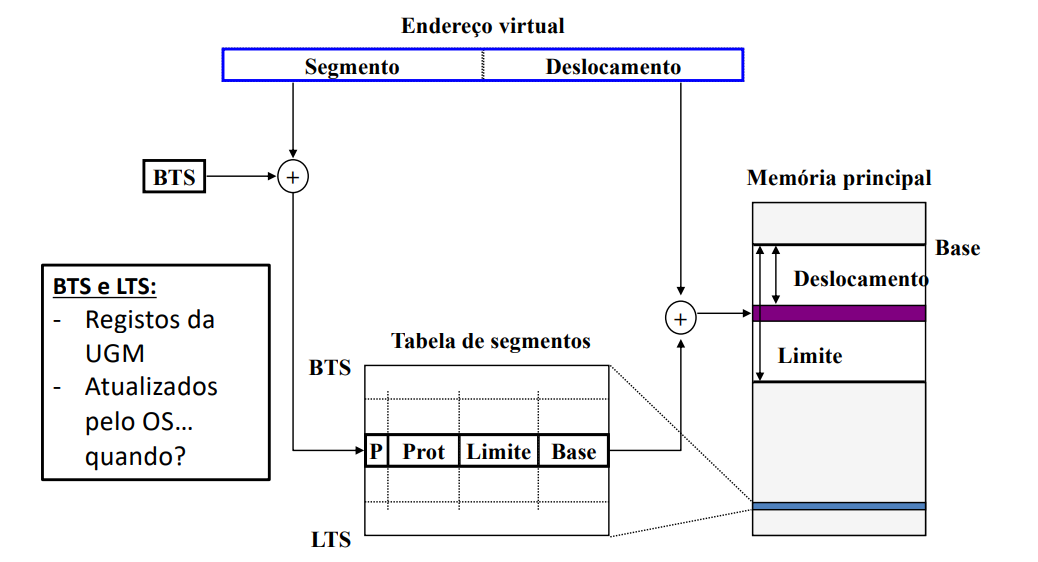 Endereço virtual
Segmento Deslocamento
BTS
+
Memória principal
Base
Deslocamento
Limite
BTS e LTS:
- Registos da
UGM
- Atualizados
pelo OS...
quando?
+
Tabela de segmentos
BTS
P Prot Limite Base
LTS